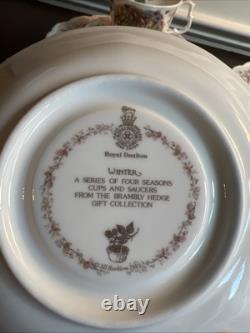 Royal Doulton
WINTER
A SERIES OF FOUR SEASONS
CUPS AND SAUCERS
FROM THE BRAMBLY HEDGE
GIFT COLLECTION